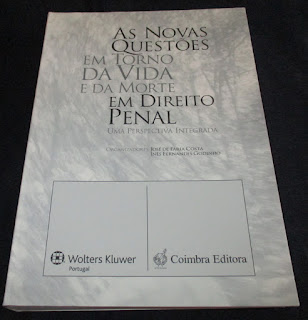 As Novas
Questões
em Torno
da Vida
e da Morte
em Direito
Penal
Uma Perspectiva Integrada
José de Faria Costa
Inês Fernandes Godinho
Wolters Kluwer
Portugal
Coimbra Editora